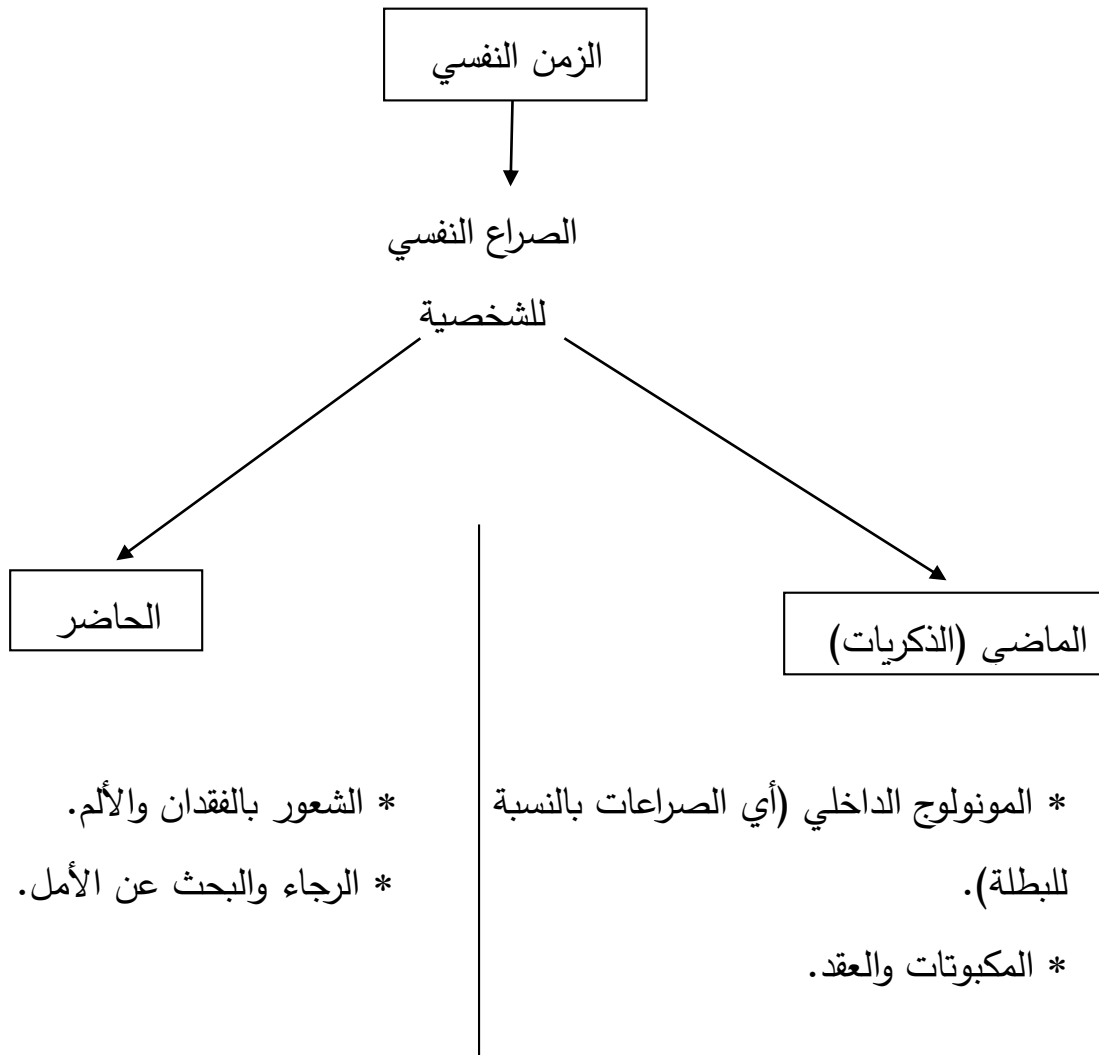 الزمن النفسي
الصراع النفسي
للشخصية
الماضي (الذكريات)
الحاضر
* المونولوج الداخلي (أي الصراعات بالنسبة
للبطلة).
* المكبوتات والعقد.
* الشعور بالفقدان والألم.
* الرجاء والبحث عن الأمل.